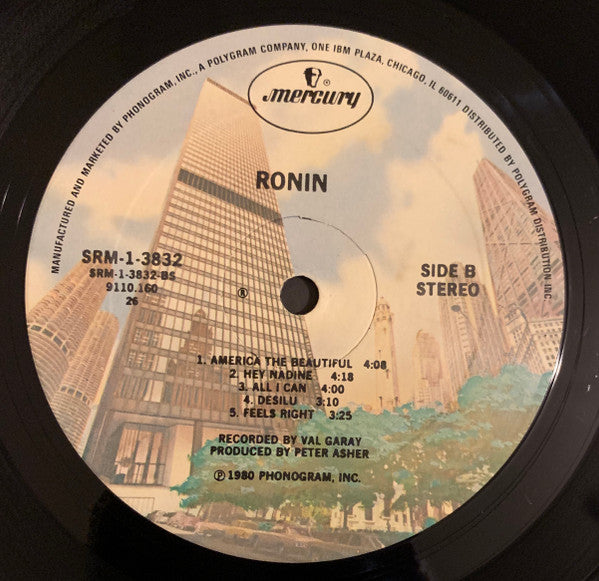 MANUFACTURED AND MARKETED BY PHONOGRAM, INC., A POLYGRAM COMPANY, ONE IBM PLAZA, CHICAGO, IL 60611 DISTRIBUTED BY POLYGRAM DISTRIBUTION INC.
mercury ®
RONIN
SRM-1-3832
SRM-1-3832-BS
9110.160
26
®
SIDE B
STEREO
1. AMERICA THE BEAUTIFUL 4:08
2. HEY NADINE 4:18
3. ALL I CAN 4:00
4. DESILU 3:10
5. FEELS RIGHT 3:25
RECORDED BY VAL GARAY
PRODUCED BY PETER ASHER
℗ 1980 PHONOGRAM, INC.